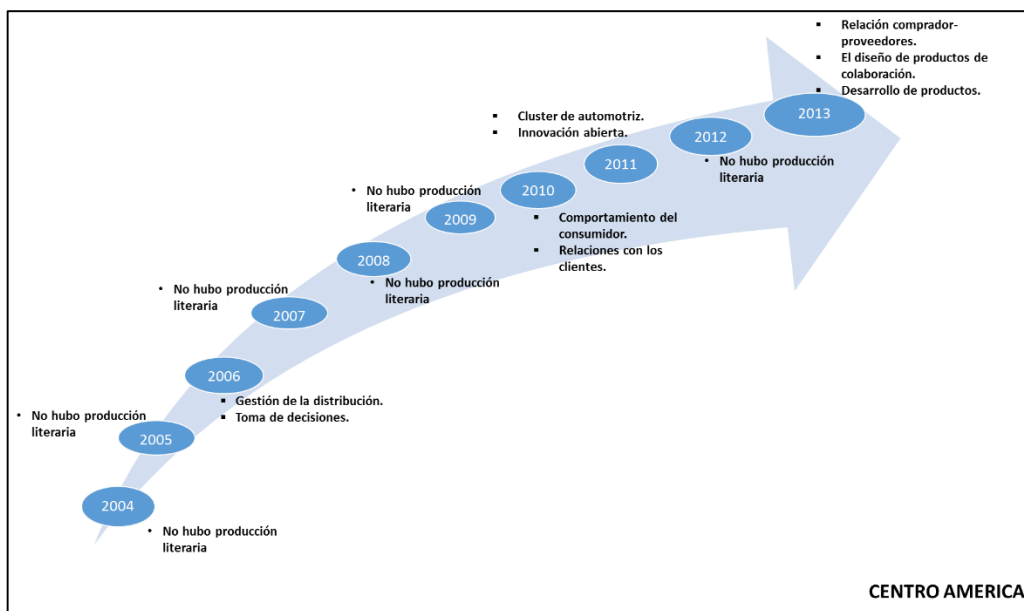 ▪ Relación comprador-
proveedores.
▪ El diseño de productos de
colaboración.
▪ Desarrollo de productos.
2013
▪ Cluster de automotriz.
▪ Innovación abierta.
2012
• No hubo producción
literaria
2011
• No hubo producción
literaria
2010
▪ Comportamiento del
consumidor.
▪ Relaciones con los
clientes.
2009
2008
• No hubo producción
literaria
• No hubo producción
literaria
2007
2006
▪ Gestión de la distribución.
▪ Toma de decisiones.
• No hubo producción
literaria
2005
2004
• No hubo producción
literaria
CENTRO AMERICA